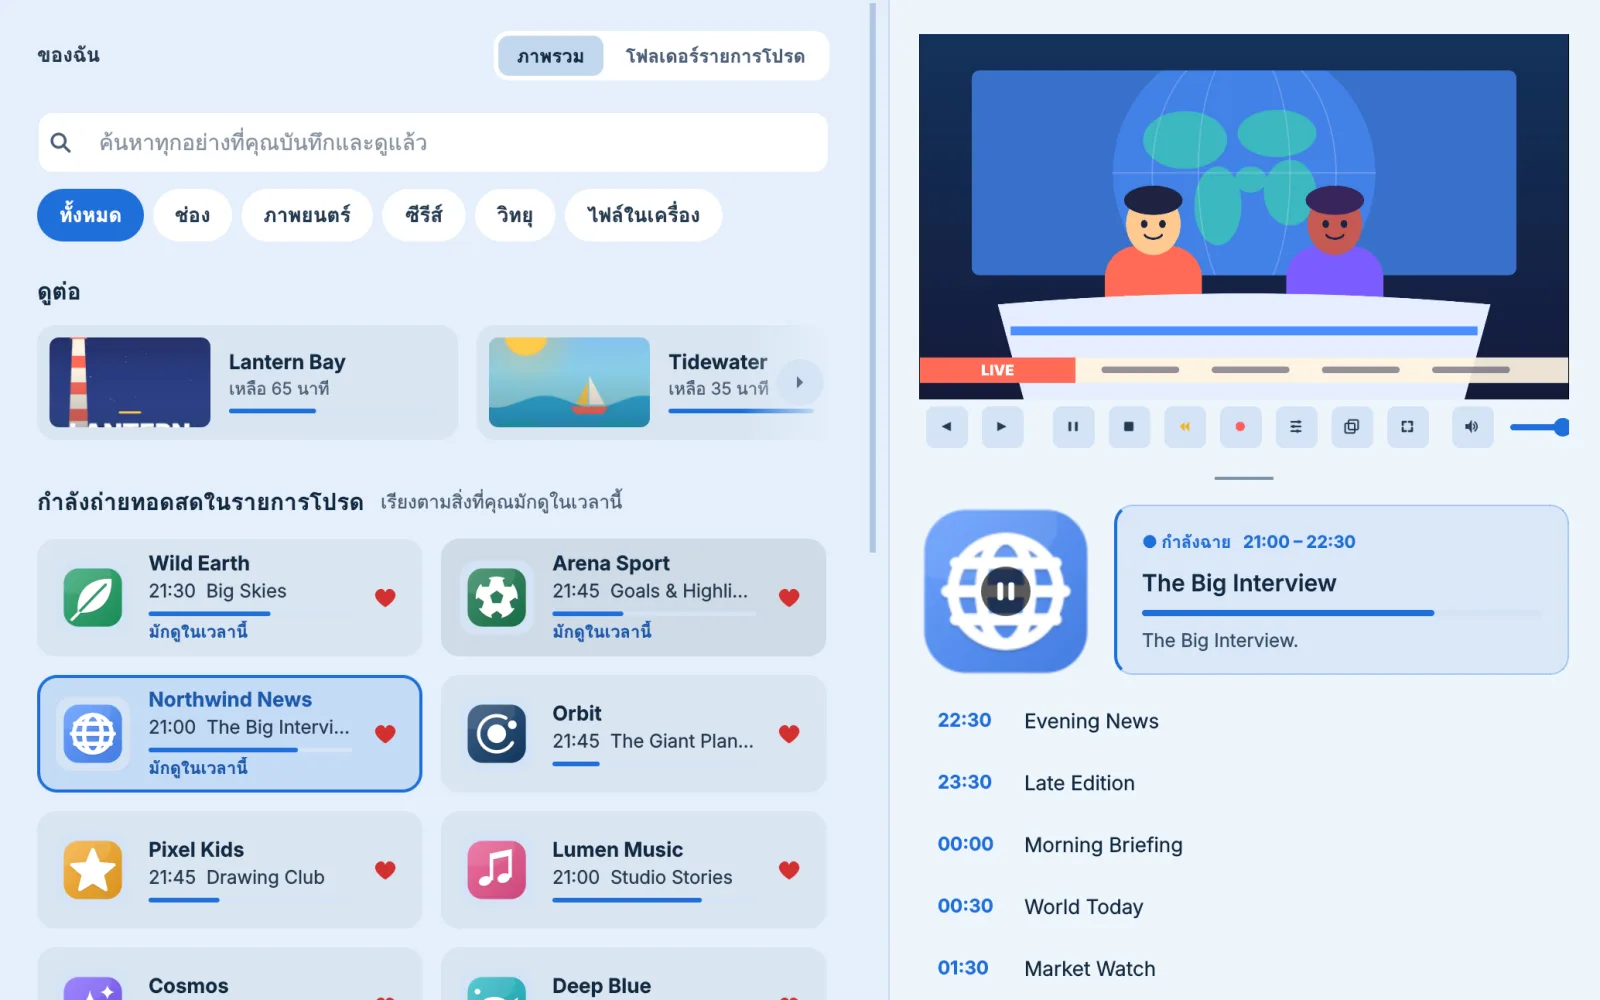 ของฉัน
ภาพรวม
โฟลเดอร์รายการโปรด
ค้นหาทุกอย่างที่คุณบันทึกและดูแล้ว
ทั้งหมด
ช่อง
ภาพยนตร์
ซีรีส์
วิทยุ
ไฟล์ในเครื่อง
ดูต่อ
LANTERN
Lantern Bay
เหลือ 65 นาที
Tidewater
เหลือ 35 นาที
กำลังถ่ายทอดสดในรายการโปรด เรียงตามสิ่งที่คุณมักดูในเวลานี้
Wild Earth
21:30 Big Skies
มักดูในเวลานี้
Arena Sport
21:45 Goals & Highli...
มักดูในเวลานี้
Northwind News
21:00 The Big Intervi...
มักดูในเวลานี้
Orbit
21:45 The Giant Plan...
Pixel Kids
21:45 Drawing Club
Lumen Music
21:00 Studio Stories
Cosmos
Deep Blue
LIVE
กำลังฉาย 21:00 – 22:30
The Big Interview
The Big Interview.
22:30 Evening News
23:30 Late Edition
00:00 Morning Briefing
00:30 World Today
01:30 Market Watch